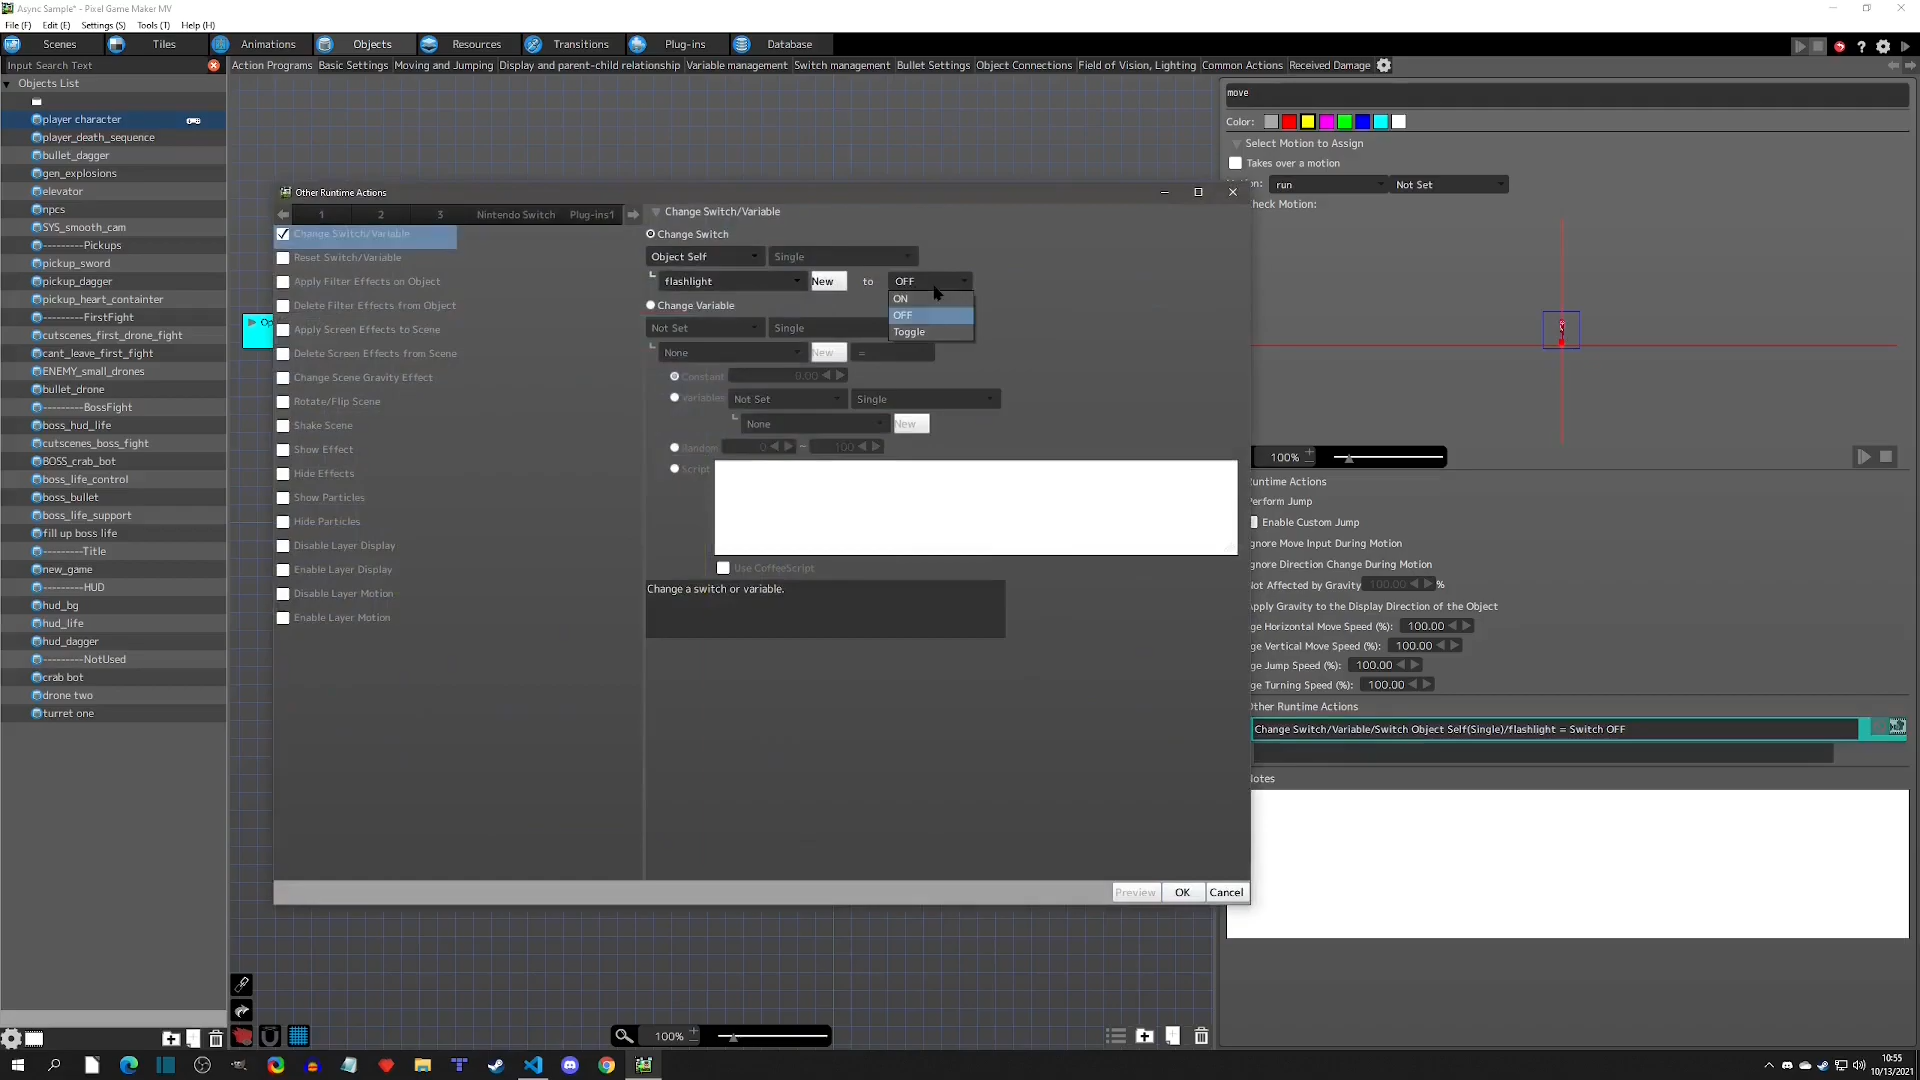 Async Sample* - Pixel Game Maker MV
File (F) Edit (E) Settings (S) Tools (T) Help (H)
Scenes Tiles Animations Objects Resources Transitions Plug-ins Database
Input Search Text
Action Programs Basic Settings Moving and Jumping Display and parent-child relationship Variable management Switch management Bullet Settings Object Connections Field of Vision, Lighting Common Actions Received Damage
Objects List
player character
player_death_sequence
bullet_dagger
gen_explosions
elevator
npcs
SYS_smooth_cam
---------Pickups
pickup_sword
pickup_dagger
pickup_heart_containter
---------FirstFight
cutscenes_first_drone_fight
cant_leave_first_fight
ENEMY_small_drones
bullet_drone
---------BossFight
boss_hud_life
cutscenes_boss_fight
BOSS_crab_bot
boss_life_control
boss_bullet
boss_life_support
fill up boss life
---------Title
new_game
---------HUD
hud_bg
hud_life
hud_dagger
---------NotUsed
crab bot
drone two
turret one
Other Runtime Actions
1 2 3 Nintendo Switch Plug-ins1
Change Switch/Variable
Reset Switch/Variable
Apply Filter Effects on Object
Delete Filter Effects from Object
Apply Screen Effects to Scene
Delete Screen Effects from Scene
Change Scene Gravity Effect
Rotate/Flip Scene
Shake Scene
Show Effect
Hide Effects
Show Particles
Hide Particles
Disable Layer Display
Enable Layer Display
Disable Layer Motion
Enable Layer Motion
Change Switch/Variable
Change Switch
Object Self Single
flashlight New to OFF
ON
OFF
Toggle
Change Variable
Not Set Single
None New =
Constant 0.00
Variables Not Set Single
None New
Random 0 ~ 100
Script
Use CoffeeScript
Change a switch or variable.
Preview OK Cancel
move
Color:
Select Motion to Assign
Takes over a motion
run Not Set
heck Motion:
100%
untime Actions
erform Jump
Enable Custom Jump
gnore Move Input During Motion
gnore Direction Change During Motion
ot Affected by Gravity 100.00 %
pply Gravity to the Display Direction of the Object
ge Horizontal Move Speed (%): 100.00
ge Vertical Move Speed (%): 100.00
ge Jump Speed (%): 100.00
ge Turning Speed (%): 100.00
ther Runtime Actions
Change Switch/Variable/Switch Object Self(Single)/flashlight = Switch OFF
otes
100%
10:55
10/13/2021